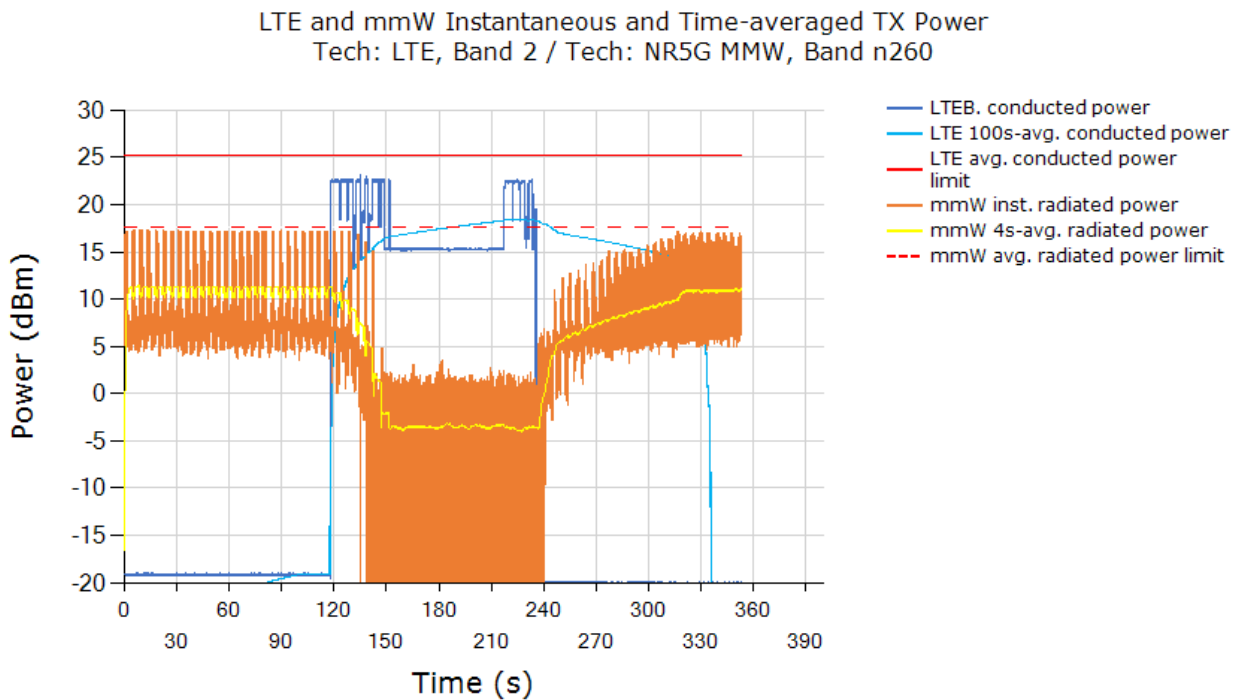 LTE and mmW Instantaneous and Time-averaged TX Power
Tech: LTE, Band 2 / Tech: NR5G MMW, Band n260
Power (dBm)
30
25
20
15
10
5
0
-5
-10
-15
-20
0
60
120
180
240
300
360
30
90
150
210
270
330
390
Time (s)
LTEB. conducted power
LTE 100s-avg. conducted power
LTE avg. conducted power
limit
mmW inst. radiated power
mmW 4s-avg. radiated power
mmW avg. radiated power limit